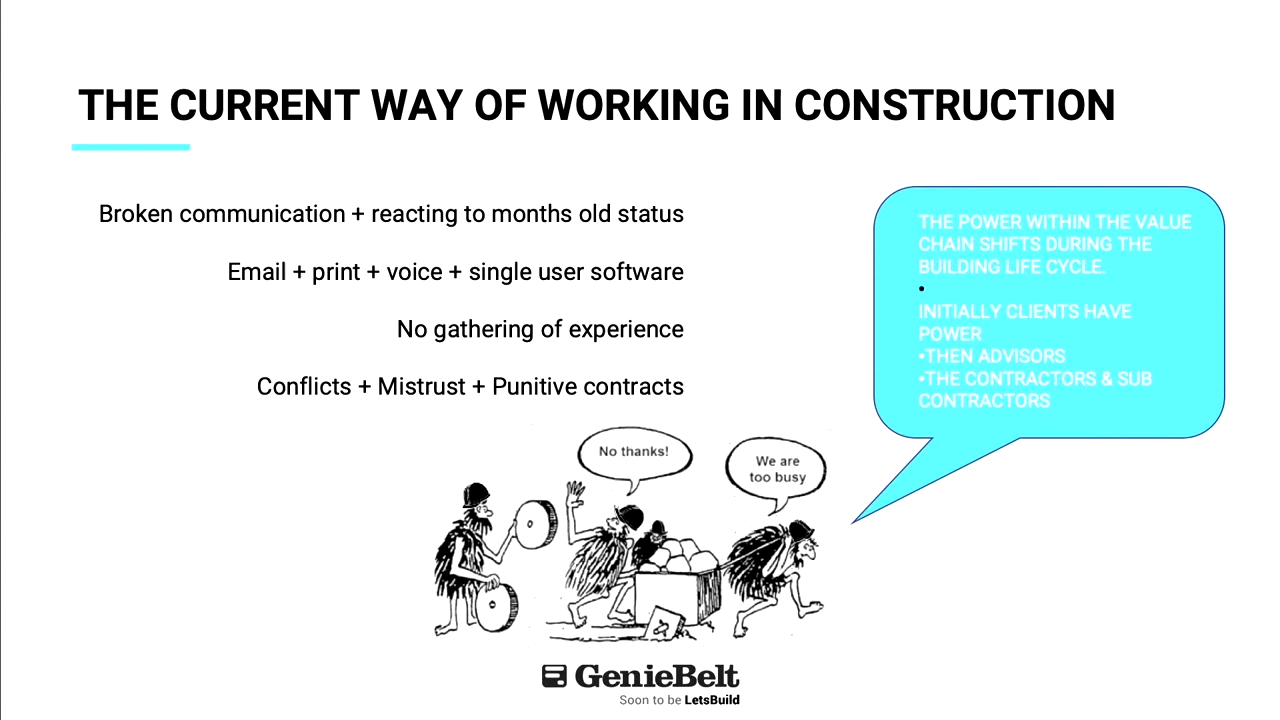 THE CURRENT WAY OF WORKING IN CONSTRUCTION
Broken communication + reacting to months old status
Email + print + voice + single user software
No gathering of experience
Conflicts + Mistrust + Punitive contracts
THE POWER WITHIN THE VALUE
CHAIN SHIFTS DURING THE
BUILDING LIFE CYCLE.
•
INITIALLY CLIENTS HAVE
POWER
•THEN ADVISORS
•THE CONTRACTORS & SUB
CONTRACTORS
No thanks!
We are
too busy
GenieBelt
Soon to be LetsBuild